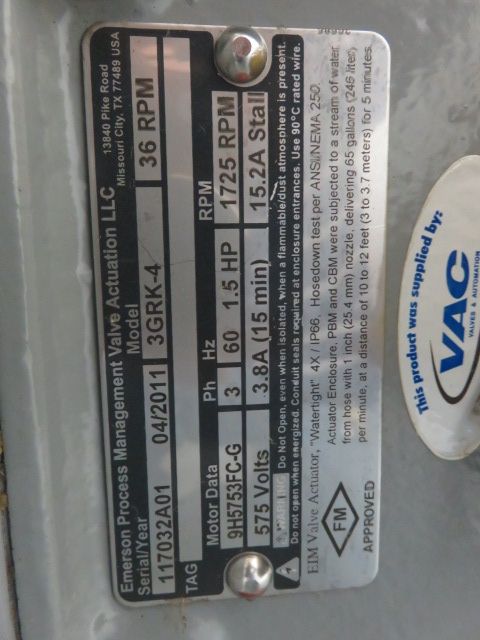 Emerson Process Management Valve Actuation LLC
13840 Pike Road
Missouri City, TX 77489 USA
Serial/Year
Model
117032A01
04/2011
3GRK-4
36 RPM
TAG
Motor Data
Ph
Hz
RPM
9H5753FC-G
3
60
1.5 HP
1725 RPM
575 Volts
3.8A (15 min)
15.2A Stall
WARNING
Do Not Open, even when isolated, when a flammable/dust atmosphere is present.
Do not open when energized. Conduit seals required at enclosure entrances. Use 90°C rated wire.
EIM Valve Actuator, "Watertight" 4X / IP66, Hosedown test per ANSI/NEMA 250.
Actuator Enclosure, PBM and CBM were subjected to a stream of water
from hose with 1 inch (25.4 mm) nozzle, delivering 65 gallons (246 liter)
per minute, at a distance of 10 to 12 feet (3 to 3.7 meters) for 5 minutes.
FM
APPROVED
This product was supplied by:
VAC
VALVES & AUTOMATION